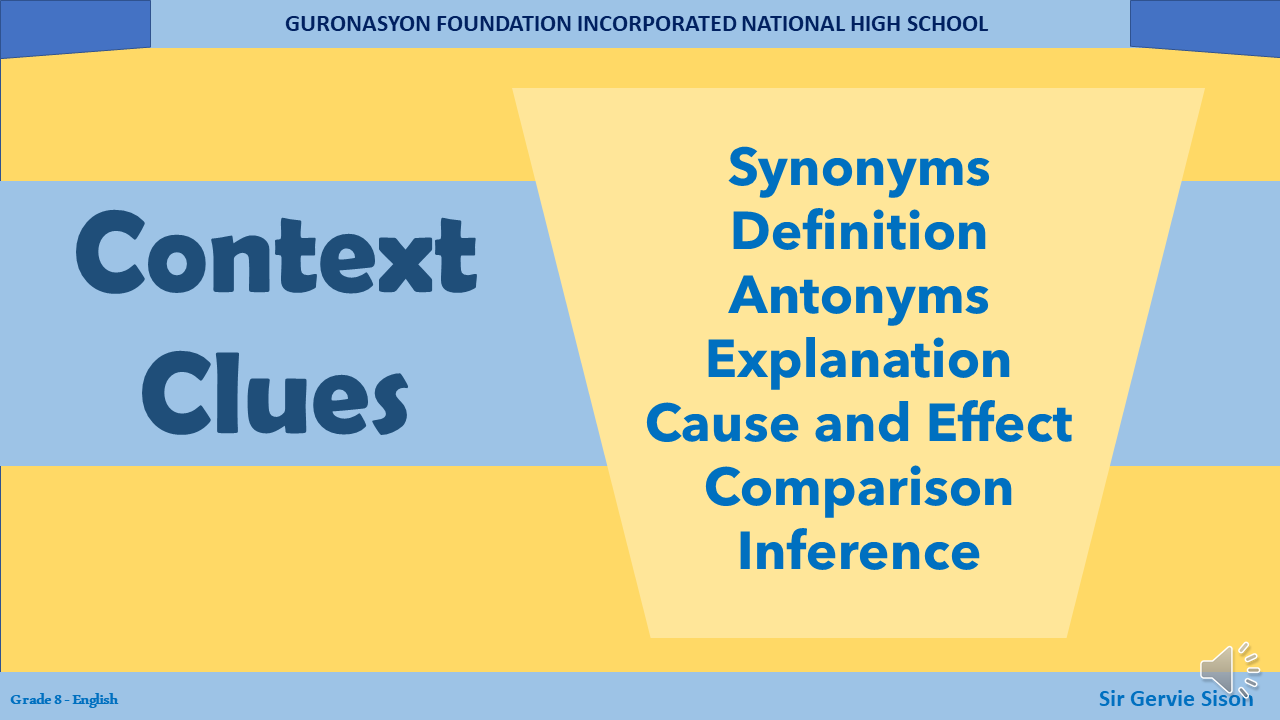 GURONASYON FOUNDATION INCORPORATED NATIONAL HIGH SCHOOL
Context
Clues
Synonyms
Definition
Antonyms
Explanation
Cause and Effect
Comparison
Inference
Grade 8 - English
Sir Gervie Sison